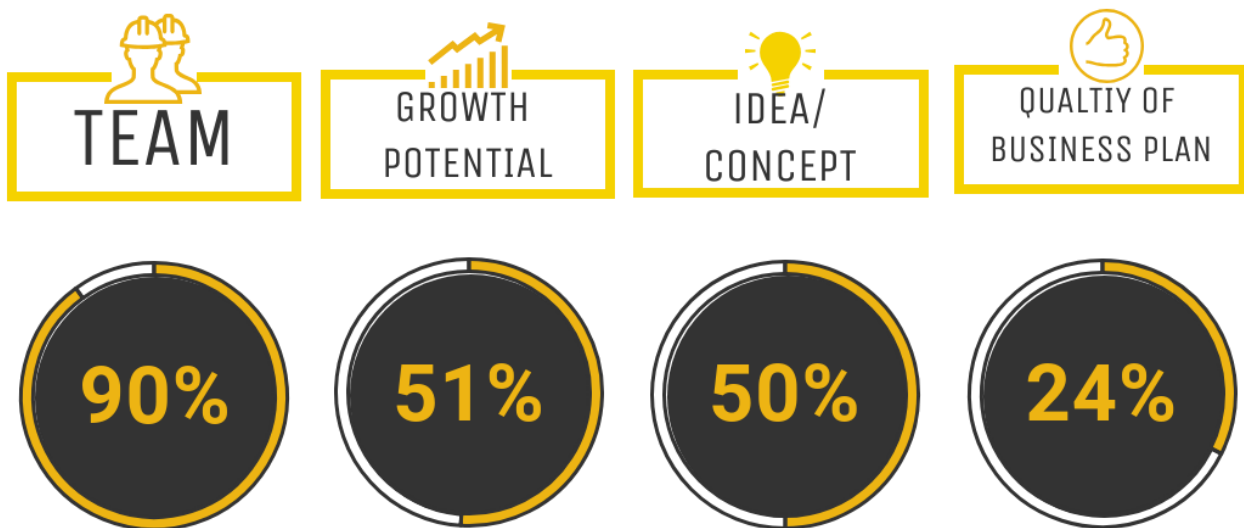 TEAM
GROWTH
POTENTIAL
IDEA/
CONCEPT
QUALTIY OF
BUSINESS PLAN
90%
51%
50%
24%